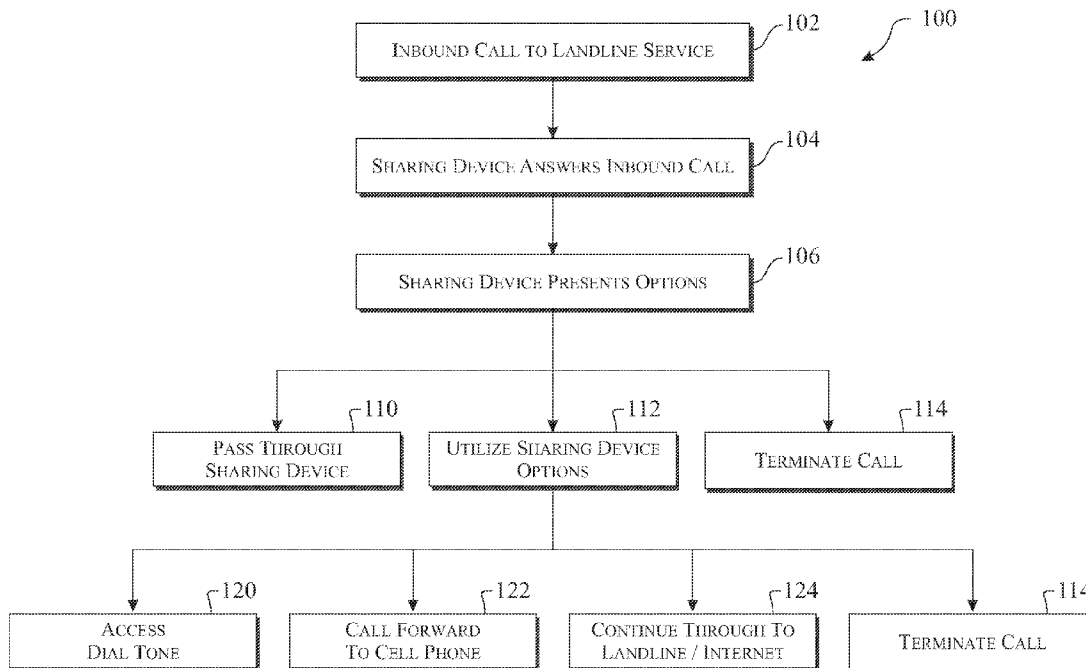 102
100
INBOUND CALL TO LANDLINE SERVICE
104
SHARING DEVICE ANSWERS INBOUND CALL
106
SHARING DEVICE PRESENTS OPTIONS
110
112
114
PASS THROUGH
SHARING DEVICE
UTILIZE SHARING DEVICE
OPTIONS
TERMINATE CALL
120
122
124
114
ACCESS
DIAL TONE
CALL FORWARD
TO CELL PHONE
CONTINUE THROUGH TO
LANDLINE / INTERNET
TERMINATE CALL